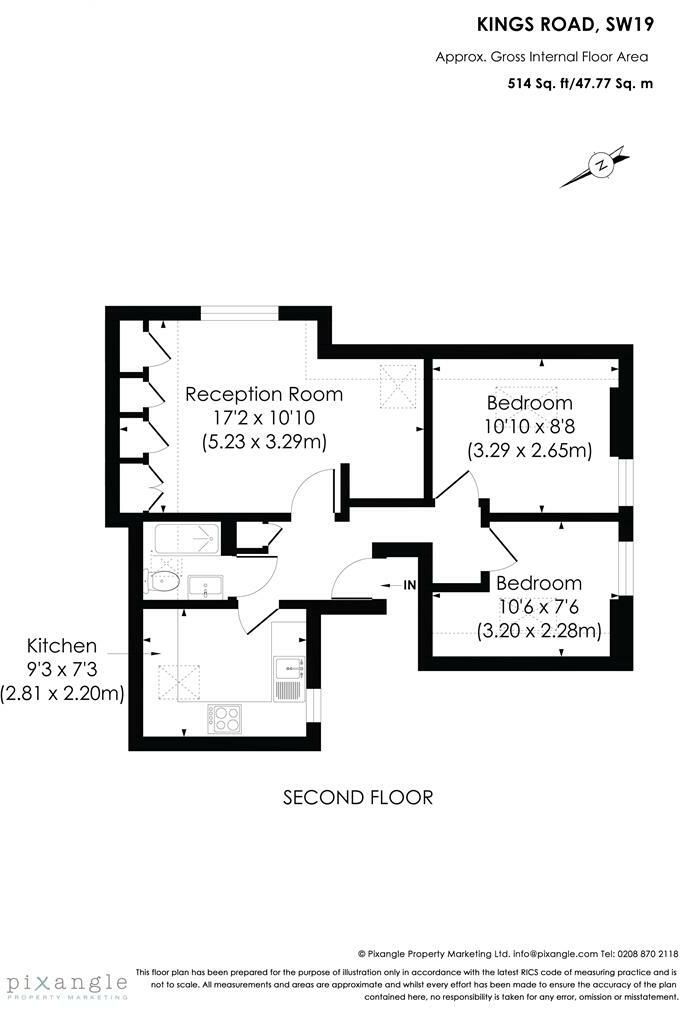 KINGS ROAD, SW19
Approx. Gross Internal Floor Area
514 Sq. ft/47.77 Sq. m
N
Reception Room
17'2 x 10'10
(5.23 x 3.29m)
Bedroom
10'10 x 8'8
(3.29 x 2.65m)
Bedroom
10'6 x 7'6
(3.20 x 2.28m)
IN
Kitchen
9'3 x 7'3
(2.81 x 2.20m)
SECOND FLOOR
© Pixangle Property Marketing Ltd. info@pixangle.com Tel: 0208 870 2118
pixangle
PROPERTY MARKETING
This floor plan has been prepared for the purpose of illustration only in accordance with the latest RICS code of measuring practice and is
not to scale. All measurements and areas are approximate and whilst every effort has been made to ensure the accuracy of the plan
contained here, no responsibility is taken for any error, omission or misstatement.